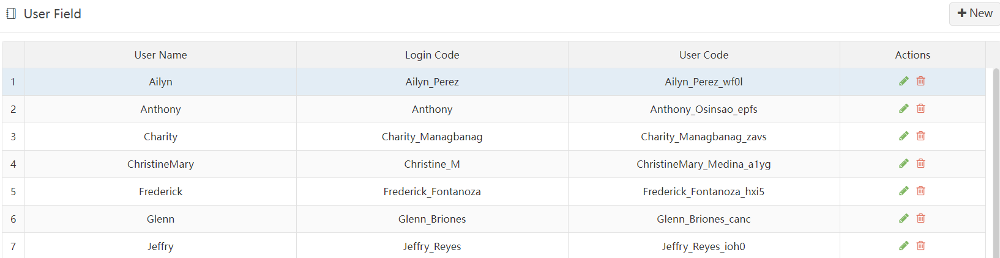 User Field
New
User Name Login Code User Code Actions
1 Ailyn Ailyn_Perez Ailyn_Perez_wf0l
2 Anthony Anthony Anthony_Osinsao_epfs
3 Charity Charity_Managbanag Charity_Managbanag_zavs
4 ChristineMary Christine_M ChristineMary_Medina_a1yg
5 Frederick Frederick_Fontanoza Frederick_Fontanoza_hxi5
6 Glenn Glenn_Briones Glenn_Briones_canc
7 Jeffry Jeffry_Reyes Jeffry_Reyes_ioh0